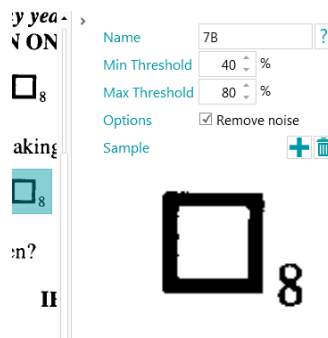 y yea
N ON
8
aking
8
en?
IF
Name 7B ?
Min Threshold 40 %
Max Threshold 80 %
Options Remove noise
Sample
8